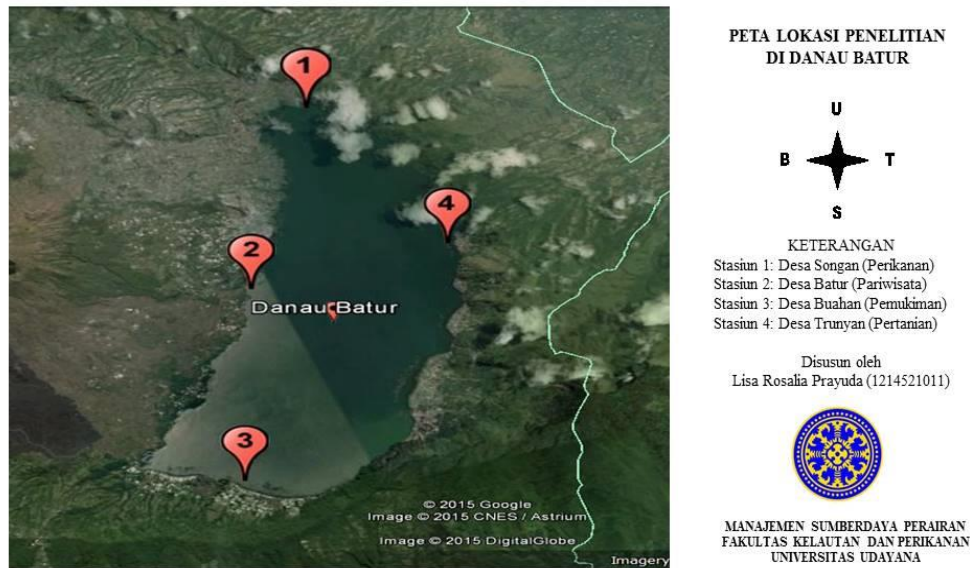 1
4
2
Danau Batur
3
© 2015 Google
Image © 2015 CNES / Astrium
Image © 2015 DigitalGlobe
Imagery
PETA LOKASI PENELITIAN
DI DANAU BATUR
U
B T
S
KETERANGAN
Stasiun 1: Desa Songan (Perikanan)
Stasiun 2: Desa Batur (Pariwisata)
Stasiun 3: Desa Buahan (Pemukiman)
Stasiun 4: Desa Trunyan (Pertanian)
Disusun oleh
Lisa Rosalia Prayuda (1214521011)
MANAJEMEN SUMBERDAYA PERAIRAN
FAKULTAS KELAUTAN DAN PERIKANAN
UNIVERSITAS UDAYANA